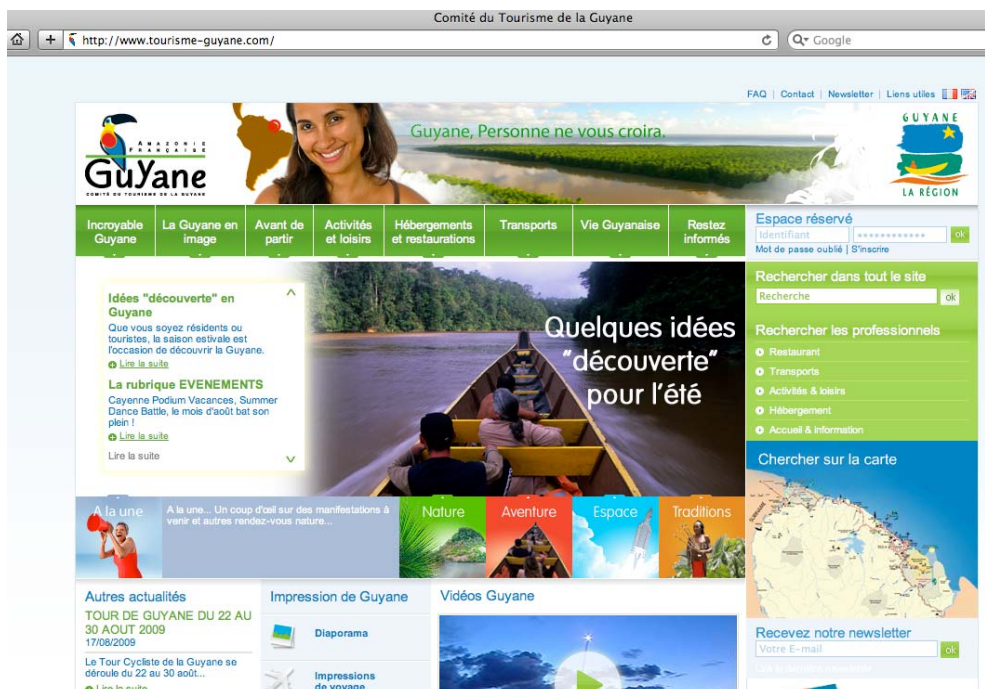 Comité du Tourisme de la Guyane
http://www.tourisme-guyane.com/
Google
FAQ | Contact | Newsletter | Liens utiles
AMAZONIE
FRANÇAISE
GuYane
COMITÉ DU TOURISME DE LA GUYANE
Guyane, Personne ne vous croira.
GUYANE
LA RÉGION
Incroyable
Guyane
La Guyane en
image
Avant de
partir
Activités
et loisirs
Hébergements
et restaurations
Transports
Vie Guyanaise
Restez
informés
Espace réservé
Identifiant
ok
Mot de passe oublié | S'inscrire
Idées "découverte" en
Guyane
Que vous soyez résidents ou
touristes, la saison estivale est
l'occasion de découvrir la Guyane.
Lire la suite
La rubrique EVENEMENTS
Cayenne Podium Vacances, Summer
Dance Battle, le mois d'août bat son
plein !
Lire la suite
Lire la suite
Quelques idées
"découverte"
pour l'été
Rechercher dans tout le site
Recherche
ok
Rechercher les professionnels
Restaurant
Transports
Activités & loisirs
Hébergement
Accueil & information
Chercher sur la carte
A la une
A la une... Un coup d'œil sur des manifestations à
venir et autres rendez-vous nature...
Nature
Aventure
Espace
Traditions
Autres actualités
TOUR DE GUYANE DU 22 AU
30 AOUT 2009
17/08/2009
Le Tour Cycliste de la Guyane se
déroule du 22 au 30 août...
Lire la suite
Impression de Guyane
Diaporama
Impressions
de voyage
Vidéos Guyane
Recevez notre newsletter
Votre E-mail
ok
Lire la dernière newsletter